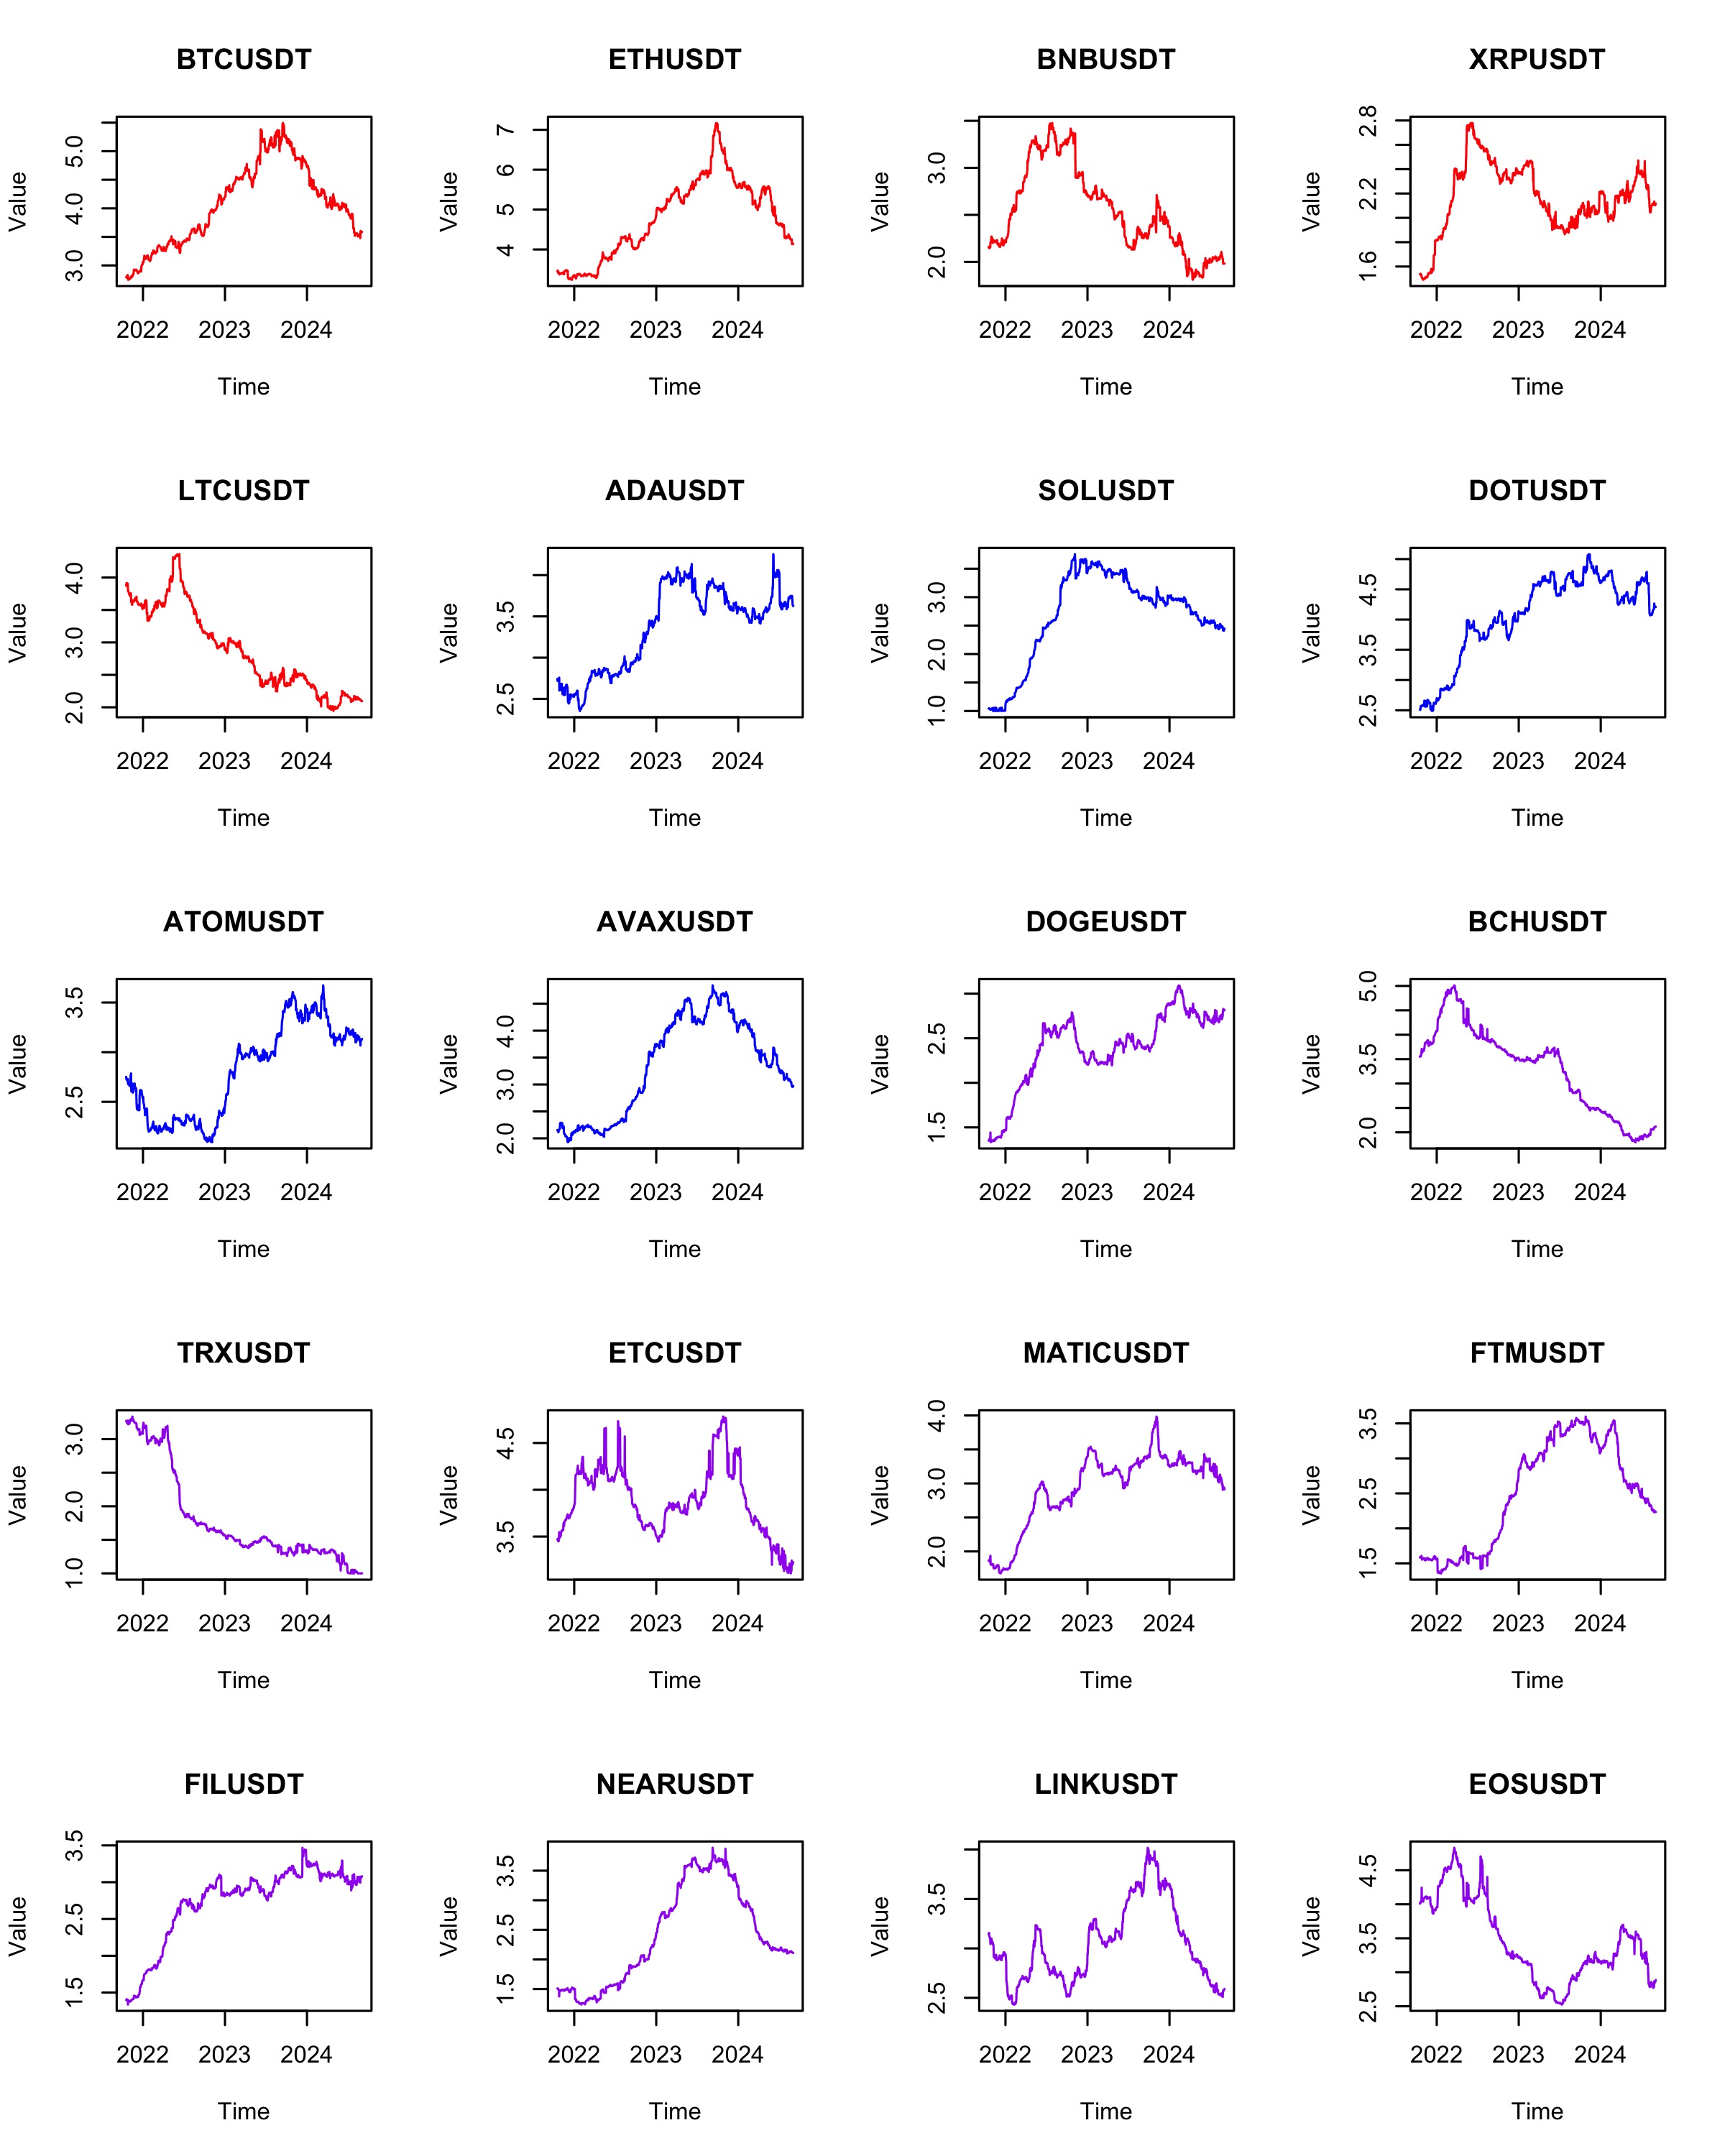 BTCUSDT
Value
3.0 4.0 5.0
2022 2023 2024
Time
ETHUSDT
Value
4 5 6 7
2022 2023 2024
Time
BNBUSDT
Value
2.0 3.0
2022 2023 2024
Time
XRPUSDT
Value
1.6 2.2 2.8
2022 2023 2024
Time
LTCUSDT
Value
2.0 3.0 4.0
2022 2023 2024
Time
ADAUSDT
Value
2.5 3.5
2022 2023 2024
Time
SOLUSDT
Value
1.0 2.0 3.0
2022 2023 2024
Time
DOTUSDT
Value
2.5 3.5 4.5
2022 2023 2024
Time
ATOMUSDT
Value
2.5 3.5
2022 2023 2024
Time
AVAXUSDT
Value
2.0 3.0 4.0
2022 2023 2024
Time
DOGEUSDT
Value
1.5 2.5
2022 2023 2024
Time
BCHUSDT
Value
2.0 3.5 5.0
2022 2023 2024
Time
TRXUSDT
Value
1.0 2.0 3.0
2022 2023 2024
Time
ETCUSDT
Value
3.5 4.5
2022 2023 2024
Time
MATICUSDT
Value
2.0 3.0 4.0
2022 2023 2024
Time
FTMUSDT
Value
1.5 2.5 3.5
2022 2023 2024
Time
FILUSDT
Value
1.5 2.5 3.5
2022 2023 2024
Time
NEARUSDT
Value
1.5 2.5 3.5
2022 2023 2024
Time
LINKUSDT
Value
2.5 3.5
2022 2023 2024
Time
EOSUSDT
Value
2.5 3.5 4.5
2022 2023 2024
Time